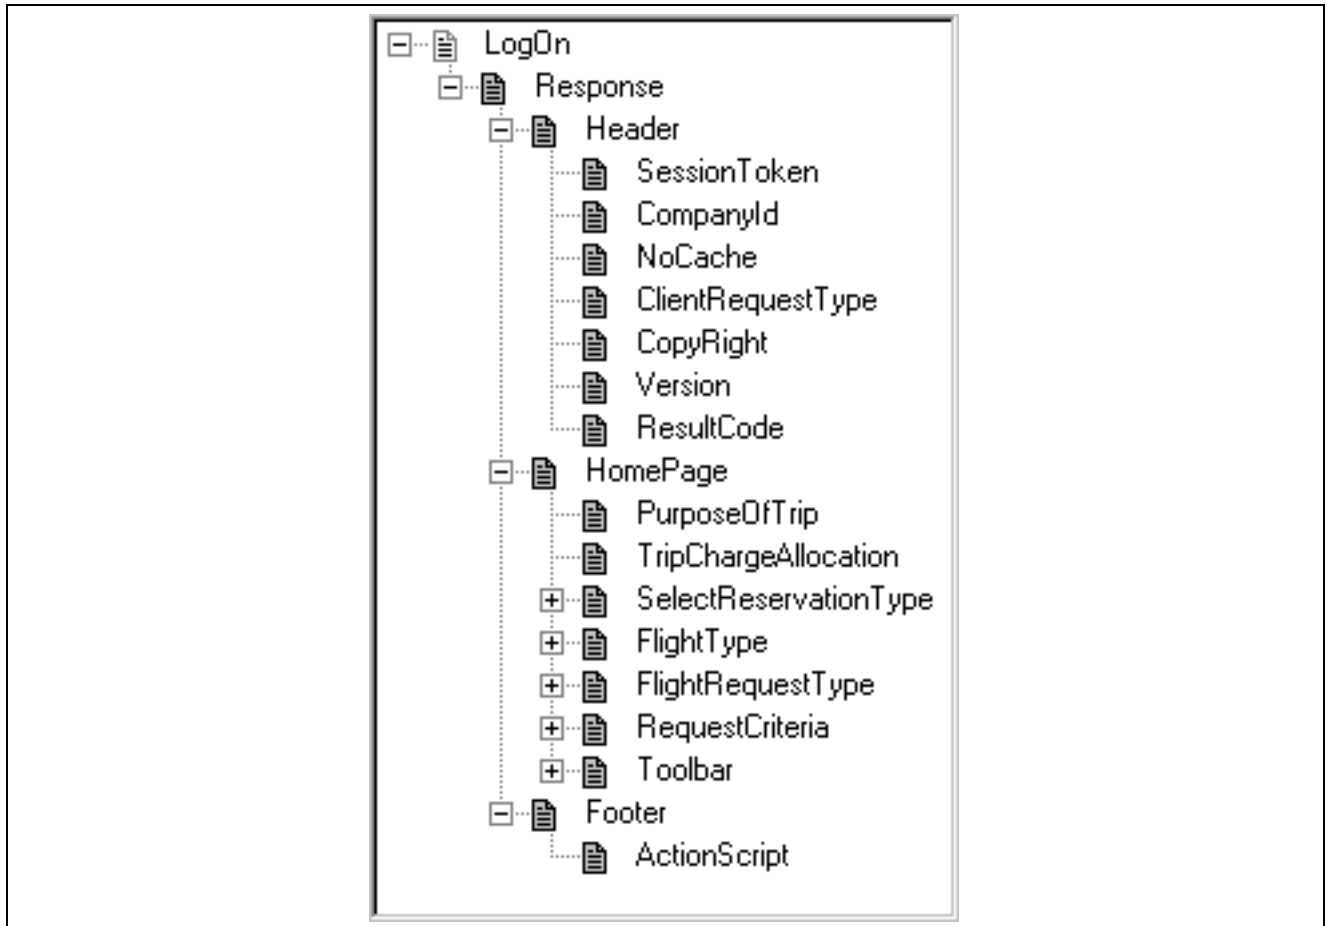 LogOn
Response
Header
SessionToken
CompanyId
NoCache
ClientRequestType
CopyRight
Version
ResultCode
HomePage
PurposeOfTrip
TripChargeAllocation
SelectReservationType
FlightType
FlightRequestType
RequestCriteria
Toolbar
Footer
ActionScript